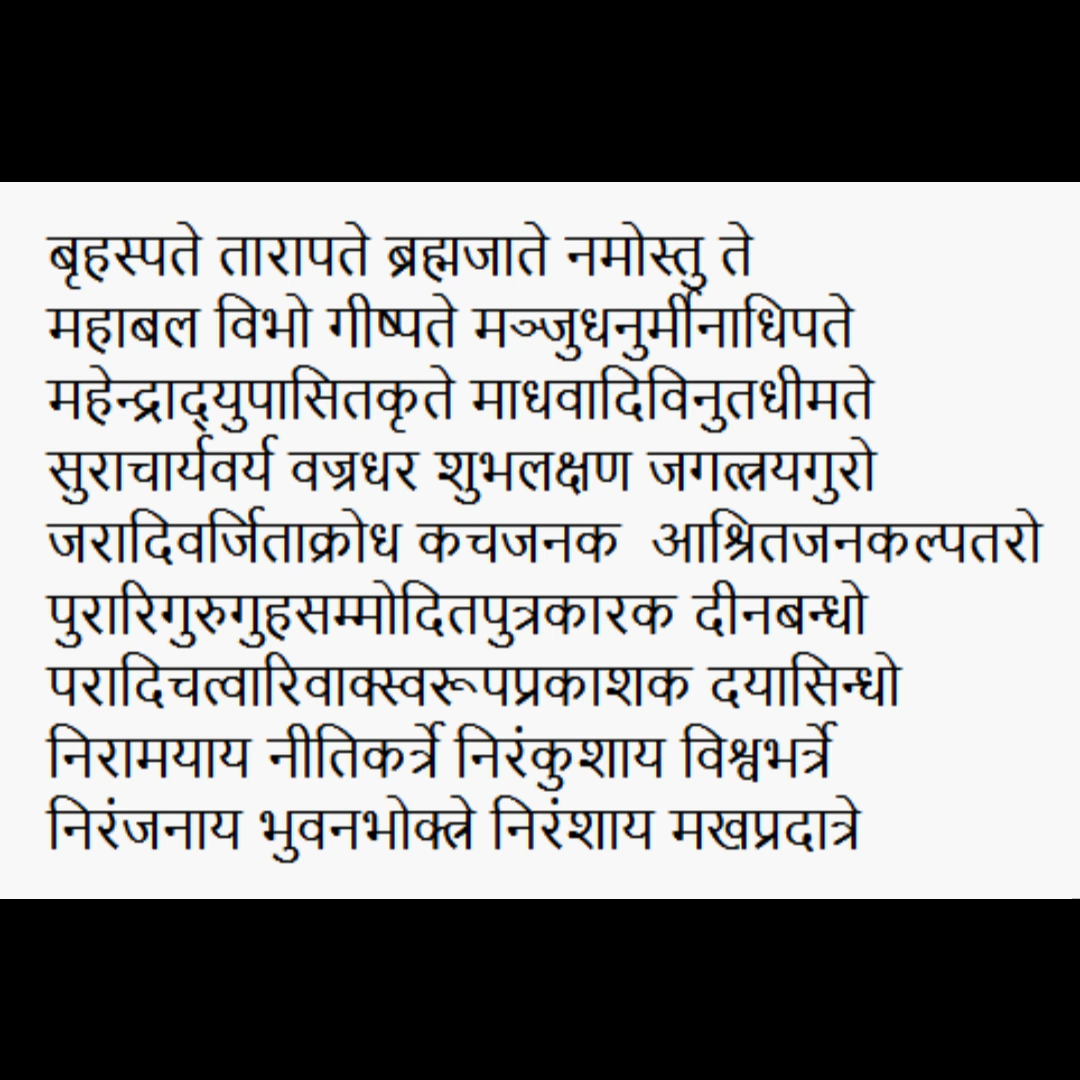 बृहस्पते तारापते ब्रह्मजाते नमोस्तु ते
महाबल विभो गीष्पते मञ्जुधनुर्मीनाधिपते
महेन्द्राद्युपासितकृते माधवादिविनुतधीमते
सुराचार्यवर्य वज्रधर शुभलक्षण जगत्त्रयगुरो
जरादिवर्जिताक्रोध कचजनक  आश्रितजनकल्पतरो
पुरारिगुरुगुहसम्मोदितपुत्रकारक दीनबन्धो
परादिचत्वारिवाक्स्वरूपप्रकाशक दयासिन्धो
निरामयाय नीतिकर्त्रे निरंकुशाय विश्वभर्त्रे
निरंजनाय भुवनभोक्त्रे निरंशाय मखप्रदात्रे